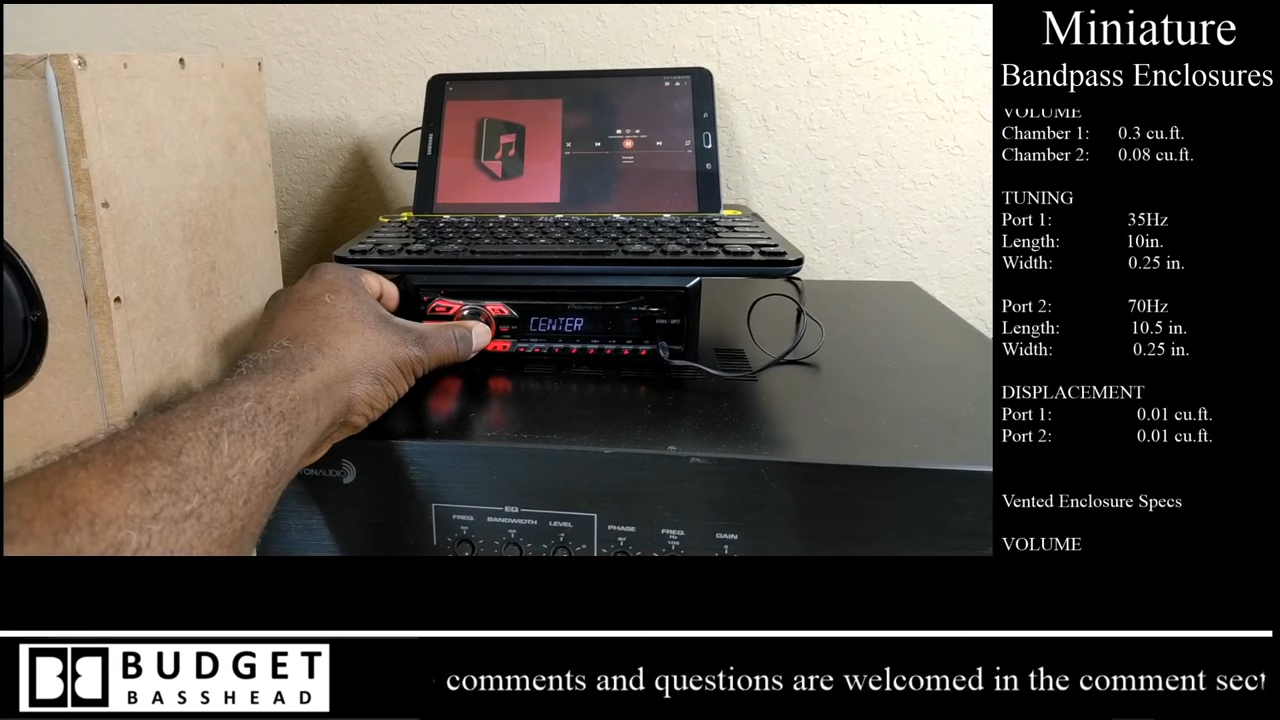 Miniature
Bandpass Enclosures
VOLUME
Chamber 1: 0.3 cu.ft.
Chamber 2: 0.08 cu.ft.
TUNING
Port 1: 35Hz
Length: 10in.
Width: 0.25 in.
Port 2: 70Hz
Length: 10.5 in.
Width: 0.25 in.
DISPLACEMENT
Port 1: 0.01 cu.ft.
Port 2: 0.01 cu.ft.
Vented Enclosure Specs
VOLUME
SAMSUNG
Pioneer
CENTER
EQ
FREQ. BANDWIDTH LEVEL
PHASE FREQ. GAIN
Hz
BUDGET
BASSHEAD
comments and questions are welcomed in the comment sect